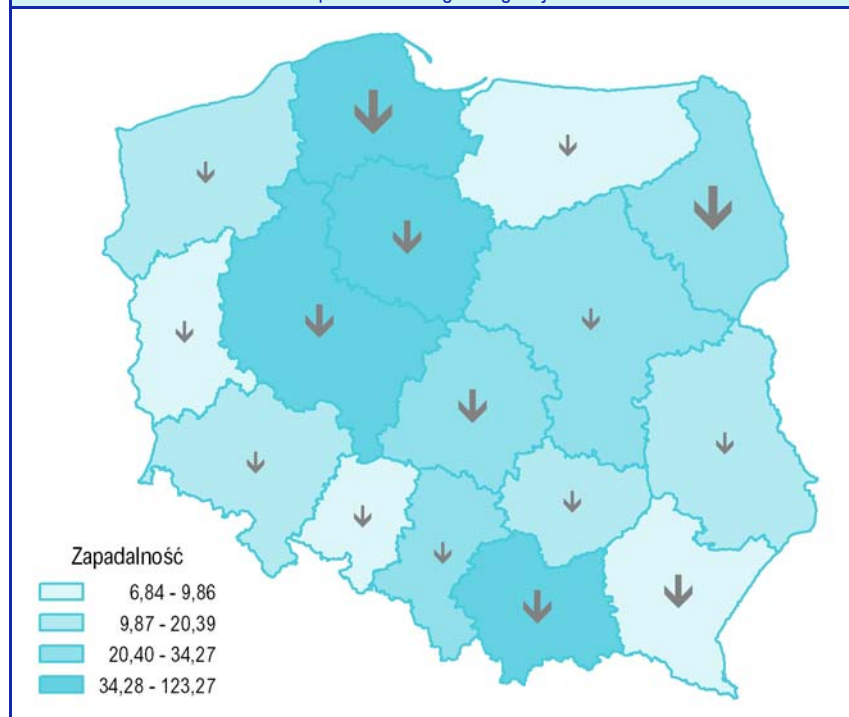 Zapadalność
6,84 - 9,86
9,87 - 20,39
20,40 - 34,27
34,28 - 123,27